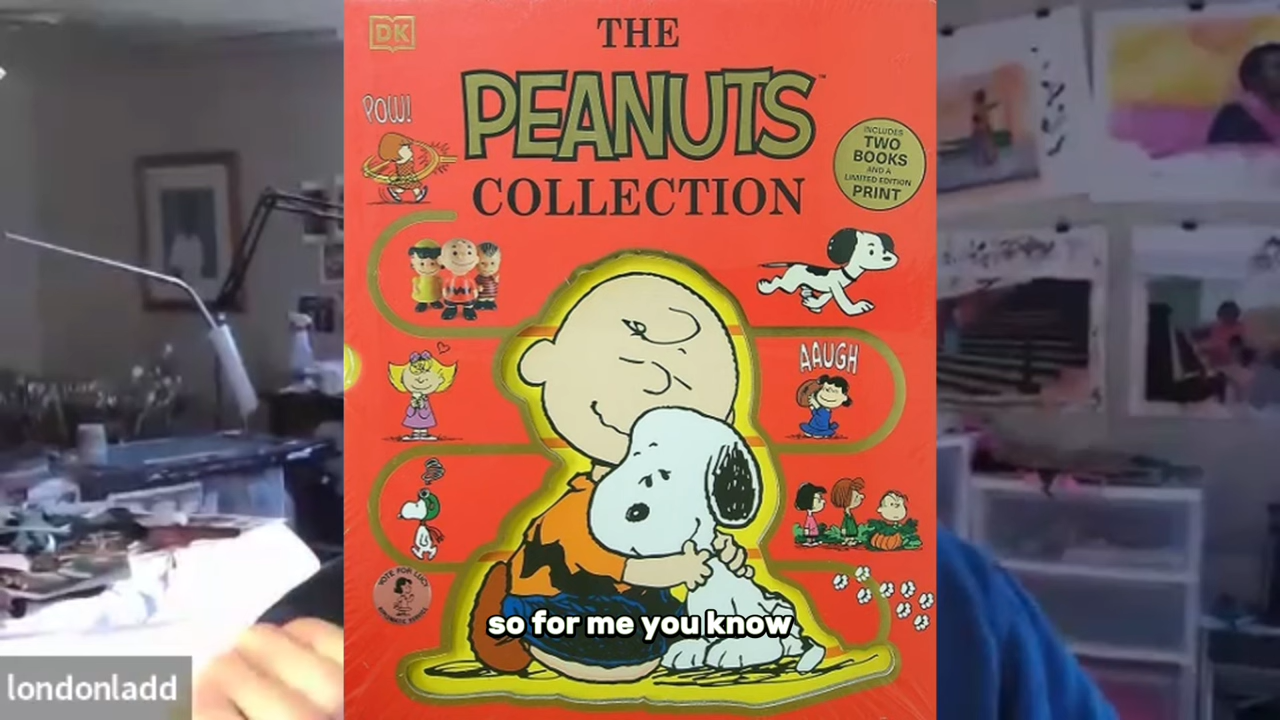 DK
THE
PEANUTS™
COLLECTION
POW!
INCLUDES
TWO
BOOKS
AND A
LIMITED EDITION
PRINT
AAUGH
VOTE FOR LUCY
so for me you know
londonladd